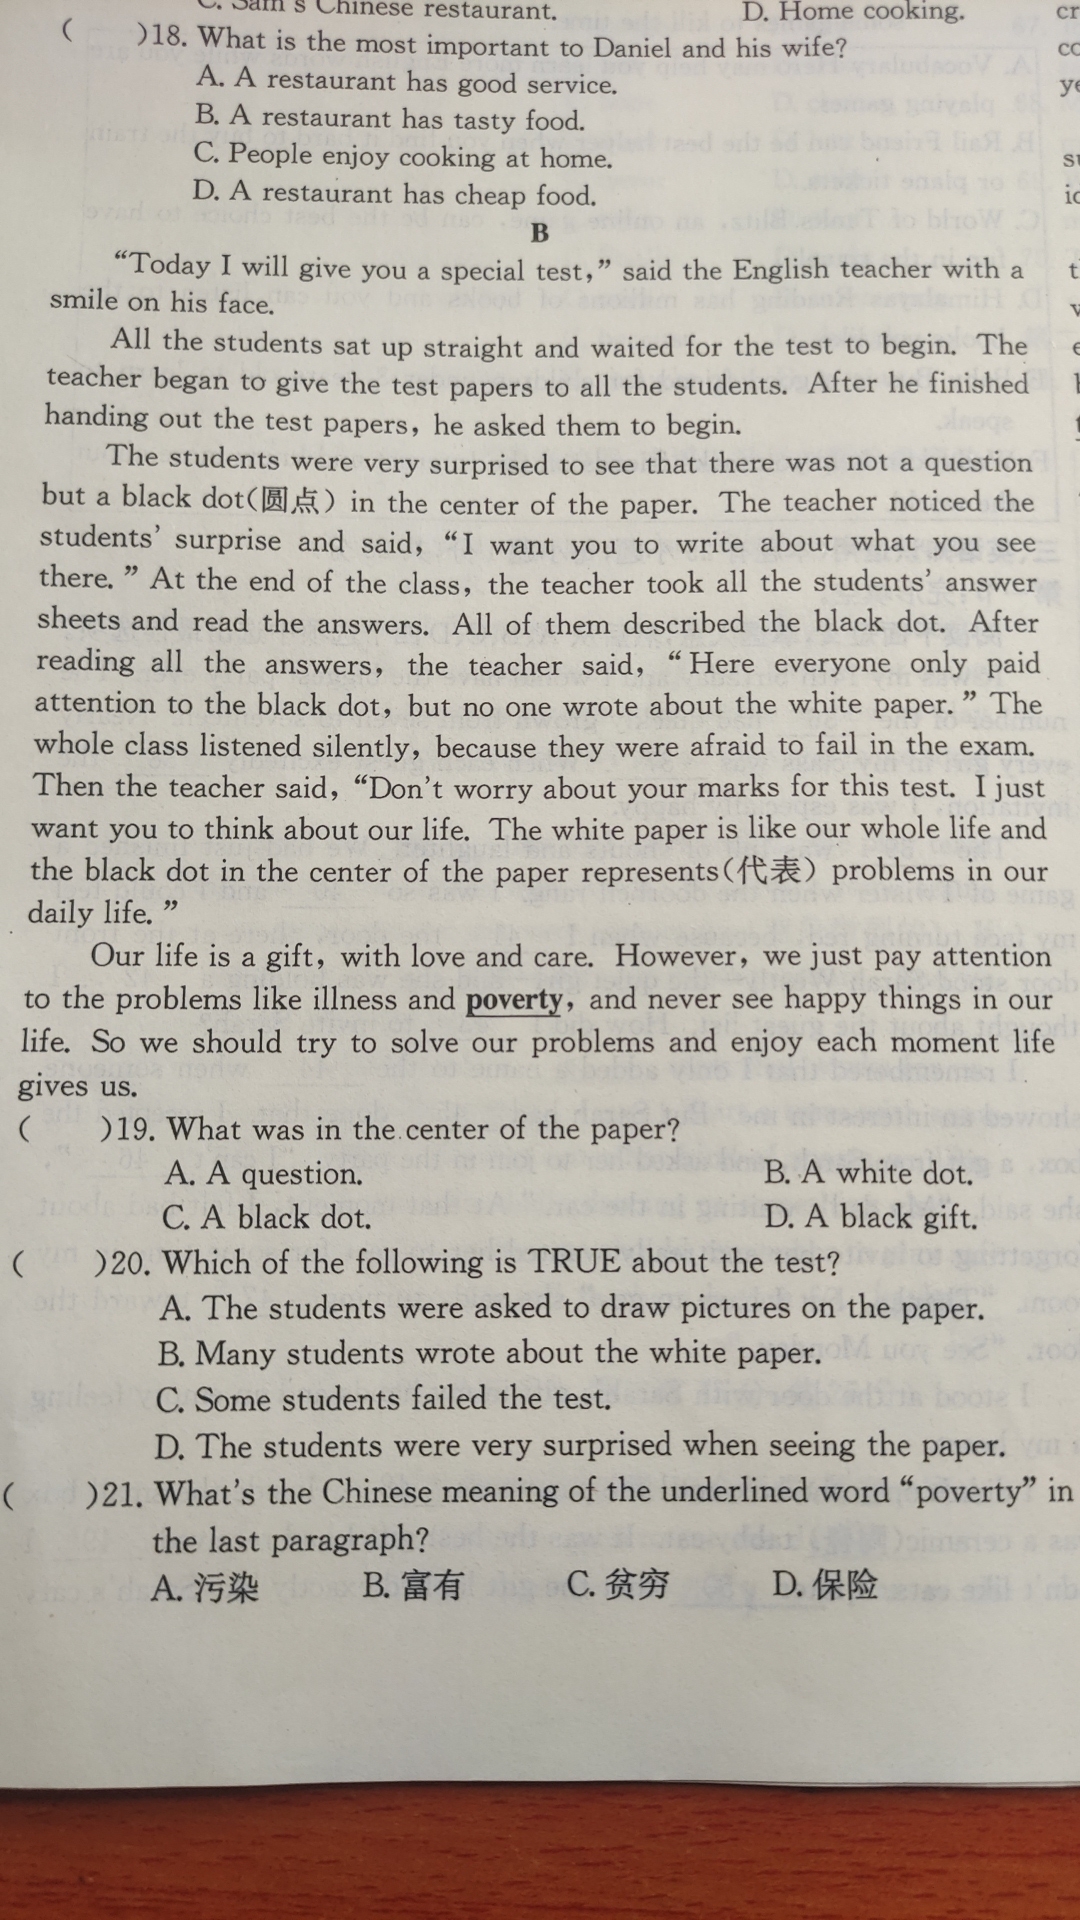 C. Sam's Chinese restaurant. D. Home cooking.
( )18. What is the most important to Daniel and his wife?
A. A restaurant has good service.
B. A restaurant has tasty food.
C. People enjoy cooking at home.
D. A restaurant has cheap food.
B
“Today I will give you a special test,” said the English teacher with a
smile on his face.
All the students sat up straight and waited for the test to begin. The
teacher began to give the test papers to all the students. After he finished
handing out the test papers, he asked them to begin.
The students were very surprised to see that there was not a question
but a black dot(圆点) in the center of the paper. The teacher noticed the
students' surprise and said, “I want you to write about what you see
there.” At the end of the class, the teacher took all the students' answer
sheets and read the answers. All of them described the black dot. After
reading all the answers, the teacher said, “Here everyone only paid
attention to the black dot, but no one wrote about the white paper.” The
whole class listened silently, because they were afraid to fail in the exam.
Then the teacher said, “Don't worry about your marks for this test. I just
want you to think about our life. The white paper is like our whole life and
the black dot in the center of the paper represents(代表) problems in our
daily life.”
Our life is a gift, with love and care. However, we just pay attention
to the problems like illness and poverty, and never see happy things in our
life. So we should try to solve our problems and enjoy each moment life
gives us.
( )19. What was in the center of the paper?
A. A question. B. A white dot.
C. A black dot. D. A black gift.
( )20. Which of the following is TRUE about the test?
A. The students were asked to draw pictures on the paper.
B. Many students wrote about the white paper.
C. Some students failed the test.
D. The students were very surprised when seeing the paper.
( )21. What's the Chinese meaning of the underlined word “poverty” in
the last paragraph?
A. 污染 B. 富有 C. 贫穷 D. 保险